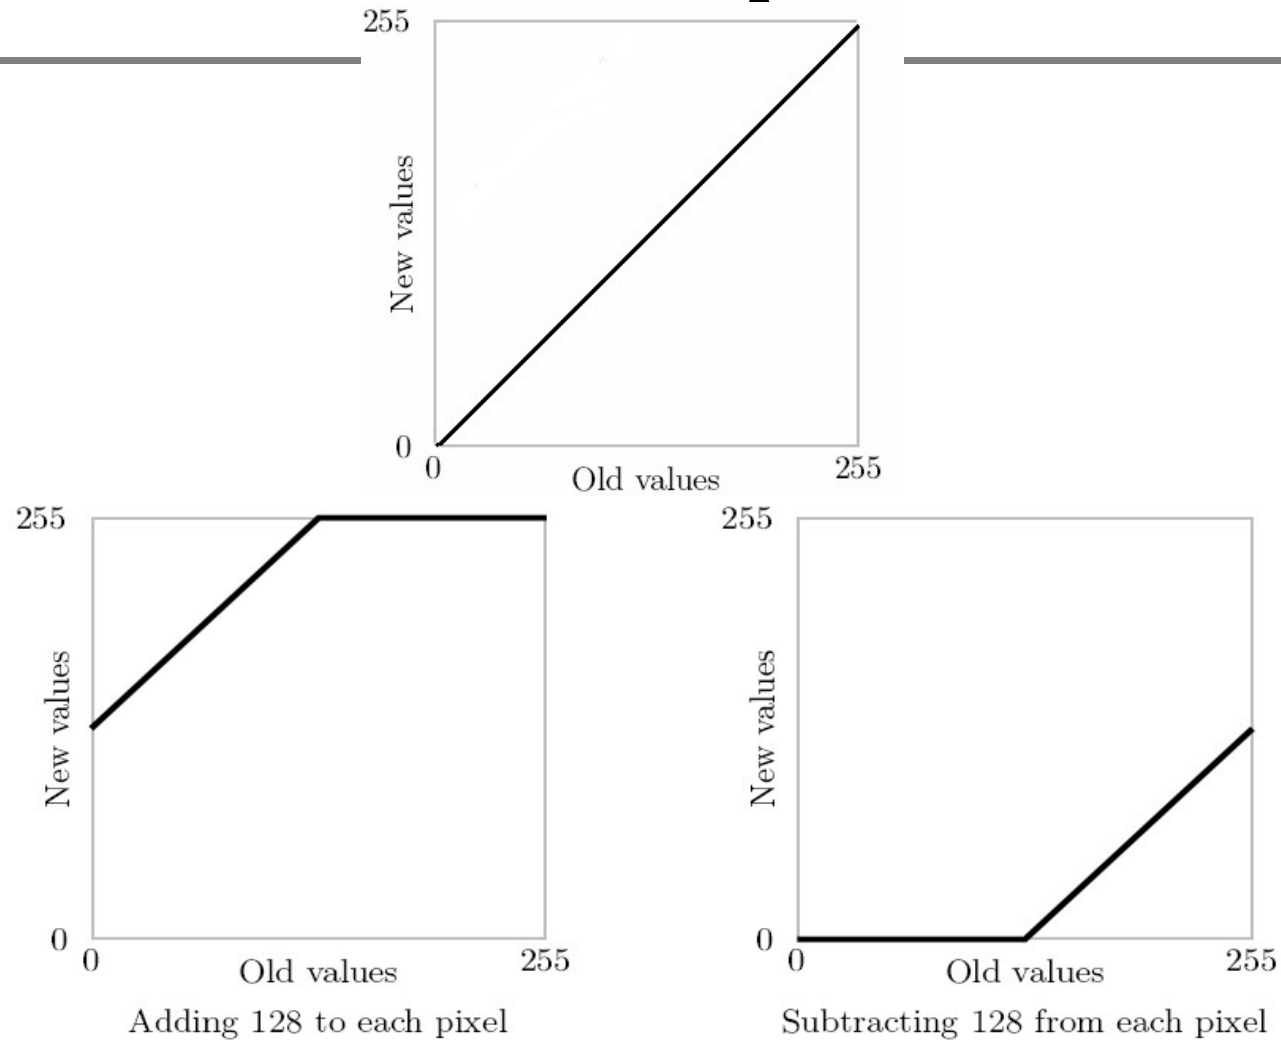 255
New values
0
0
255
Old values
255
New values
0
0
255
Old values
Adding 128 to each pixel
255
New values
0
0
255
Old values
Subtracting 128 from each pixel